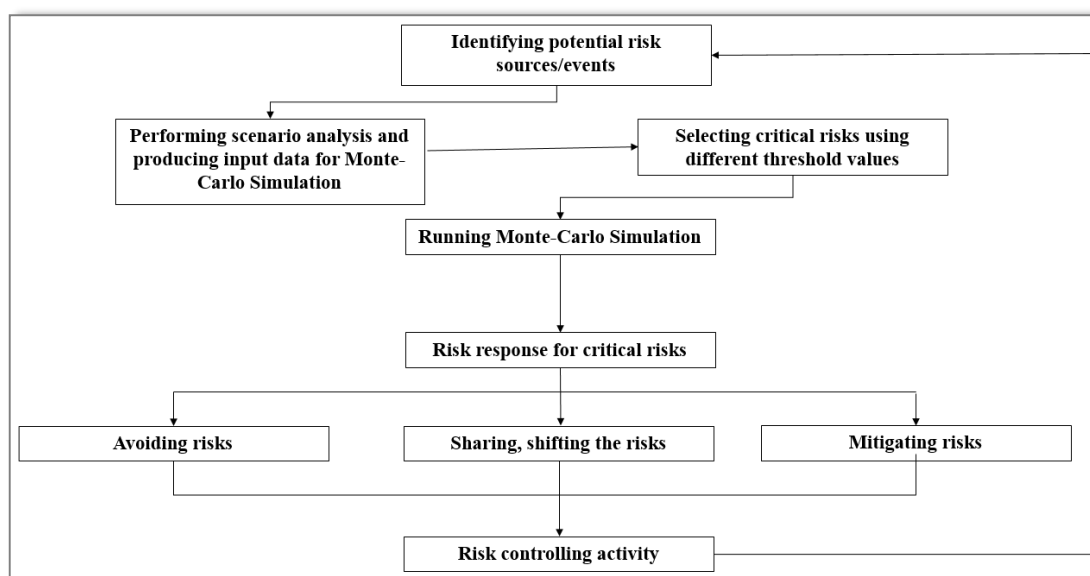 Identifying potential risk
sources/events
Performing scenario analysis and
producing input data for Monte-
Carlo Simulation
Selecting critical risks using
different threshold values
Running Monte-Carlo Simulation
Risk response for critical risks
Avoiding risks
Sharing, shifting the risks
Mitigating risks
Risk controlling activity